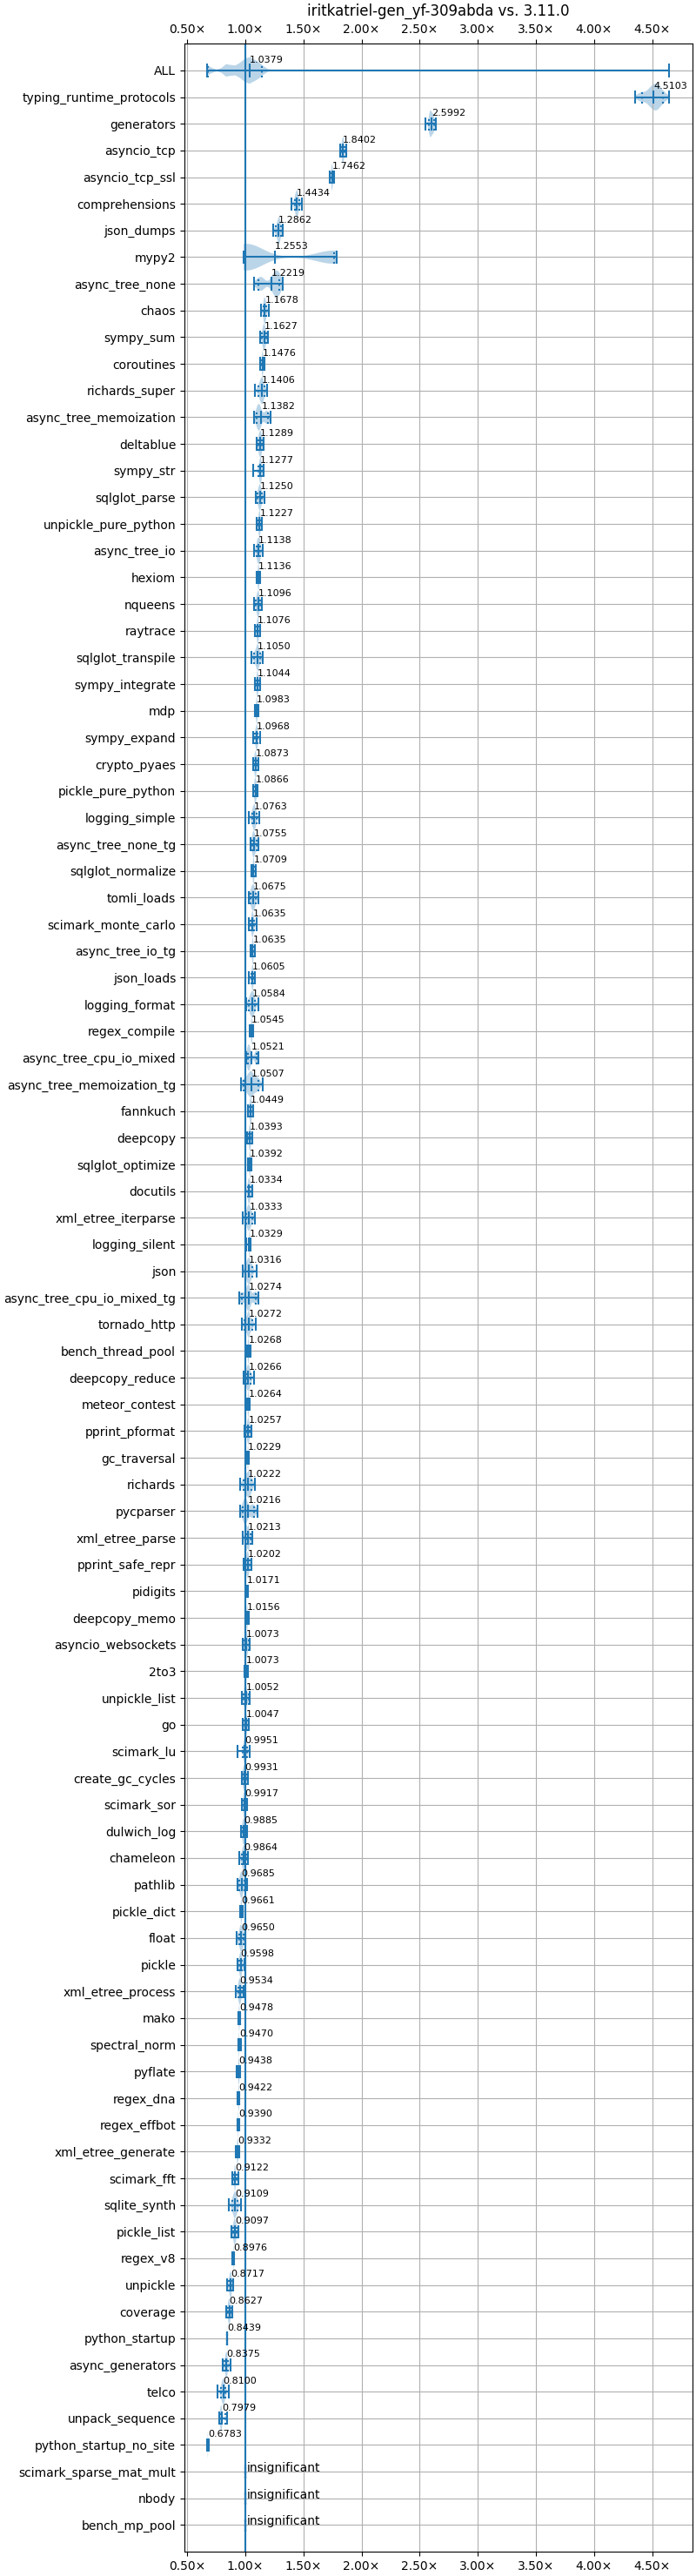 iritkatriel-gen_yf-309abda vs. 3.11.0
0.50× 1.00× 1.50× 2.00× 2.50× 3.00× 3.50× 4.00× 4.50×
ALL 1.0379
typing_runtime_protocols 4.5103
generators 2.5992
asyncio_tcp 1.8402
asyncio_tcp_ssl 1.7462
comprehensions 1.4434
json_dumps 1.2862
mypy2 1.2553
async_tree_none 1.2219
chaos 1.1678
sympy_sum 1.1627
coroutines 1.1476
richards_super 1.1406
async_tree_memoization 1.1382
deltablue 1.1289
sympy_str 1.1277
sqlglot_parse 1.1250
unpickle_pure_python 1.1227
async_tree_io 1.1138
hexiom 1.1136
nqueens 1.1096
raytrace 1.1076
sqlglot_transpile 1.1050
sympy_integrate 1.1044
mdp 1.0983
sympy_expand 1.0968
crypto_pyaes 1.0873
pickle_pure_python 1.0866
logging_simple 1.0763
async_tree_none_tg 1.0755
sqlglot_normalize 1.0709
tomli_loads 1.0675
scimark_monte_carlo 1.0635
async_tree_io_tg 1.0635
json_loads 1.0605
logging_format 1.0584
regex_compile 1.0545
async_tree_cpu_io_mixed 1.0521
async_tree_memoization_tg 1.0507
fannkuch 1.0449
deepcopy 1.0393
sqlglot_optimize 1.0392
docutils 1.0334
xml_etree_iterparse 1.0333
logging_silent 1.0329
json 1.0316
async_tree_cpu_io_mixed_tg 1.0274
tornado_http 1.0272
bench_thread_pool 1.0268
deepcopy_reduce 1.0266
meteor_contest 1.0264
pprint_pformat 1.0257
gc_traversal 1.0229
richards 1.0222
pycparser 1.0216
xml_etree_parse 1.0213
pprint_safe_repr 1.0202
pidigits 1.0171
deepcopy_memo 1.0156
asyncio_websockets 1.0073
2to3 1.0073
unpickle_list 1.0052
go 1.0047
scimark_lu 0.9951
create_gc_cycles 0.9931
scimark_sor 0.9917
dulwich_log 0.9885
chameleon 0.9864
pathlib 0.9685
pickle_dict 0.9661
float 0.9650
pickle 0.9598
xml_etree_process 0.9534
mako 0.9478
spectral_norm 0.9470
pyflate 0.9438
regex_dna 0.9422
regex_effbot 0.9390
xml_etree_generate 0.9332
scimark_fft 0.9122
sqlite_synth 0.9109
pickle_list 0.9097
regex_v8 0.8976
unpickle 0.8717
coverage 0.8627
python_startup 0.8439
async_generators 0.8375
telco 0.8100
unpack_sequence 0.7979
python_startup_no_site 0.6783
scimark_sparse_mat_mult insignificant
nbody insignificant
bench_mp_pool insignificant
0.50× 1.00× 1.50× 2.00× 2.50× 3.00× 3.50× 4.00× 4.50×